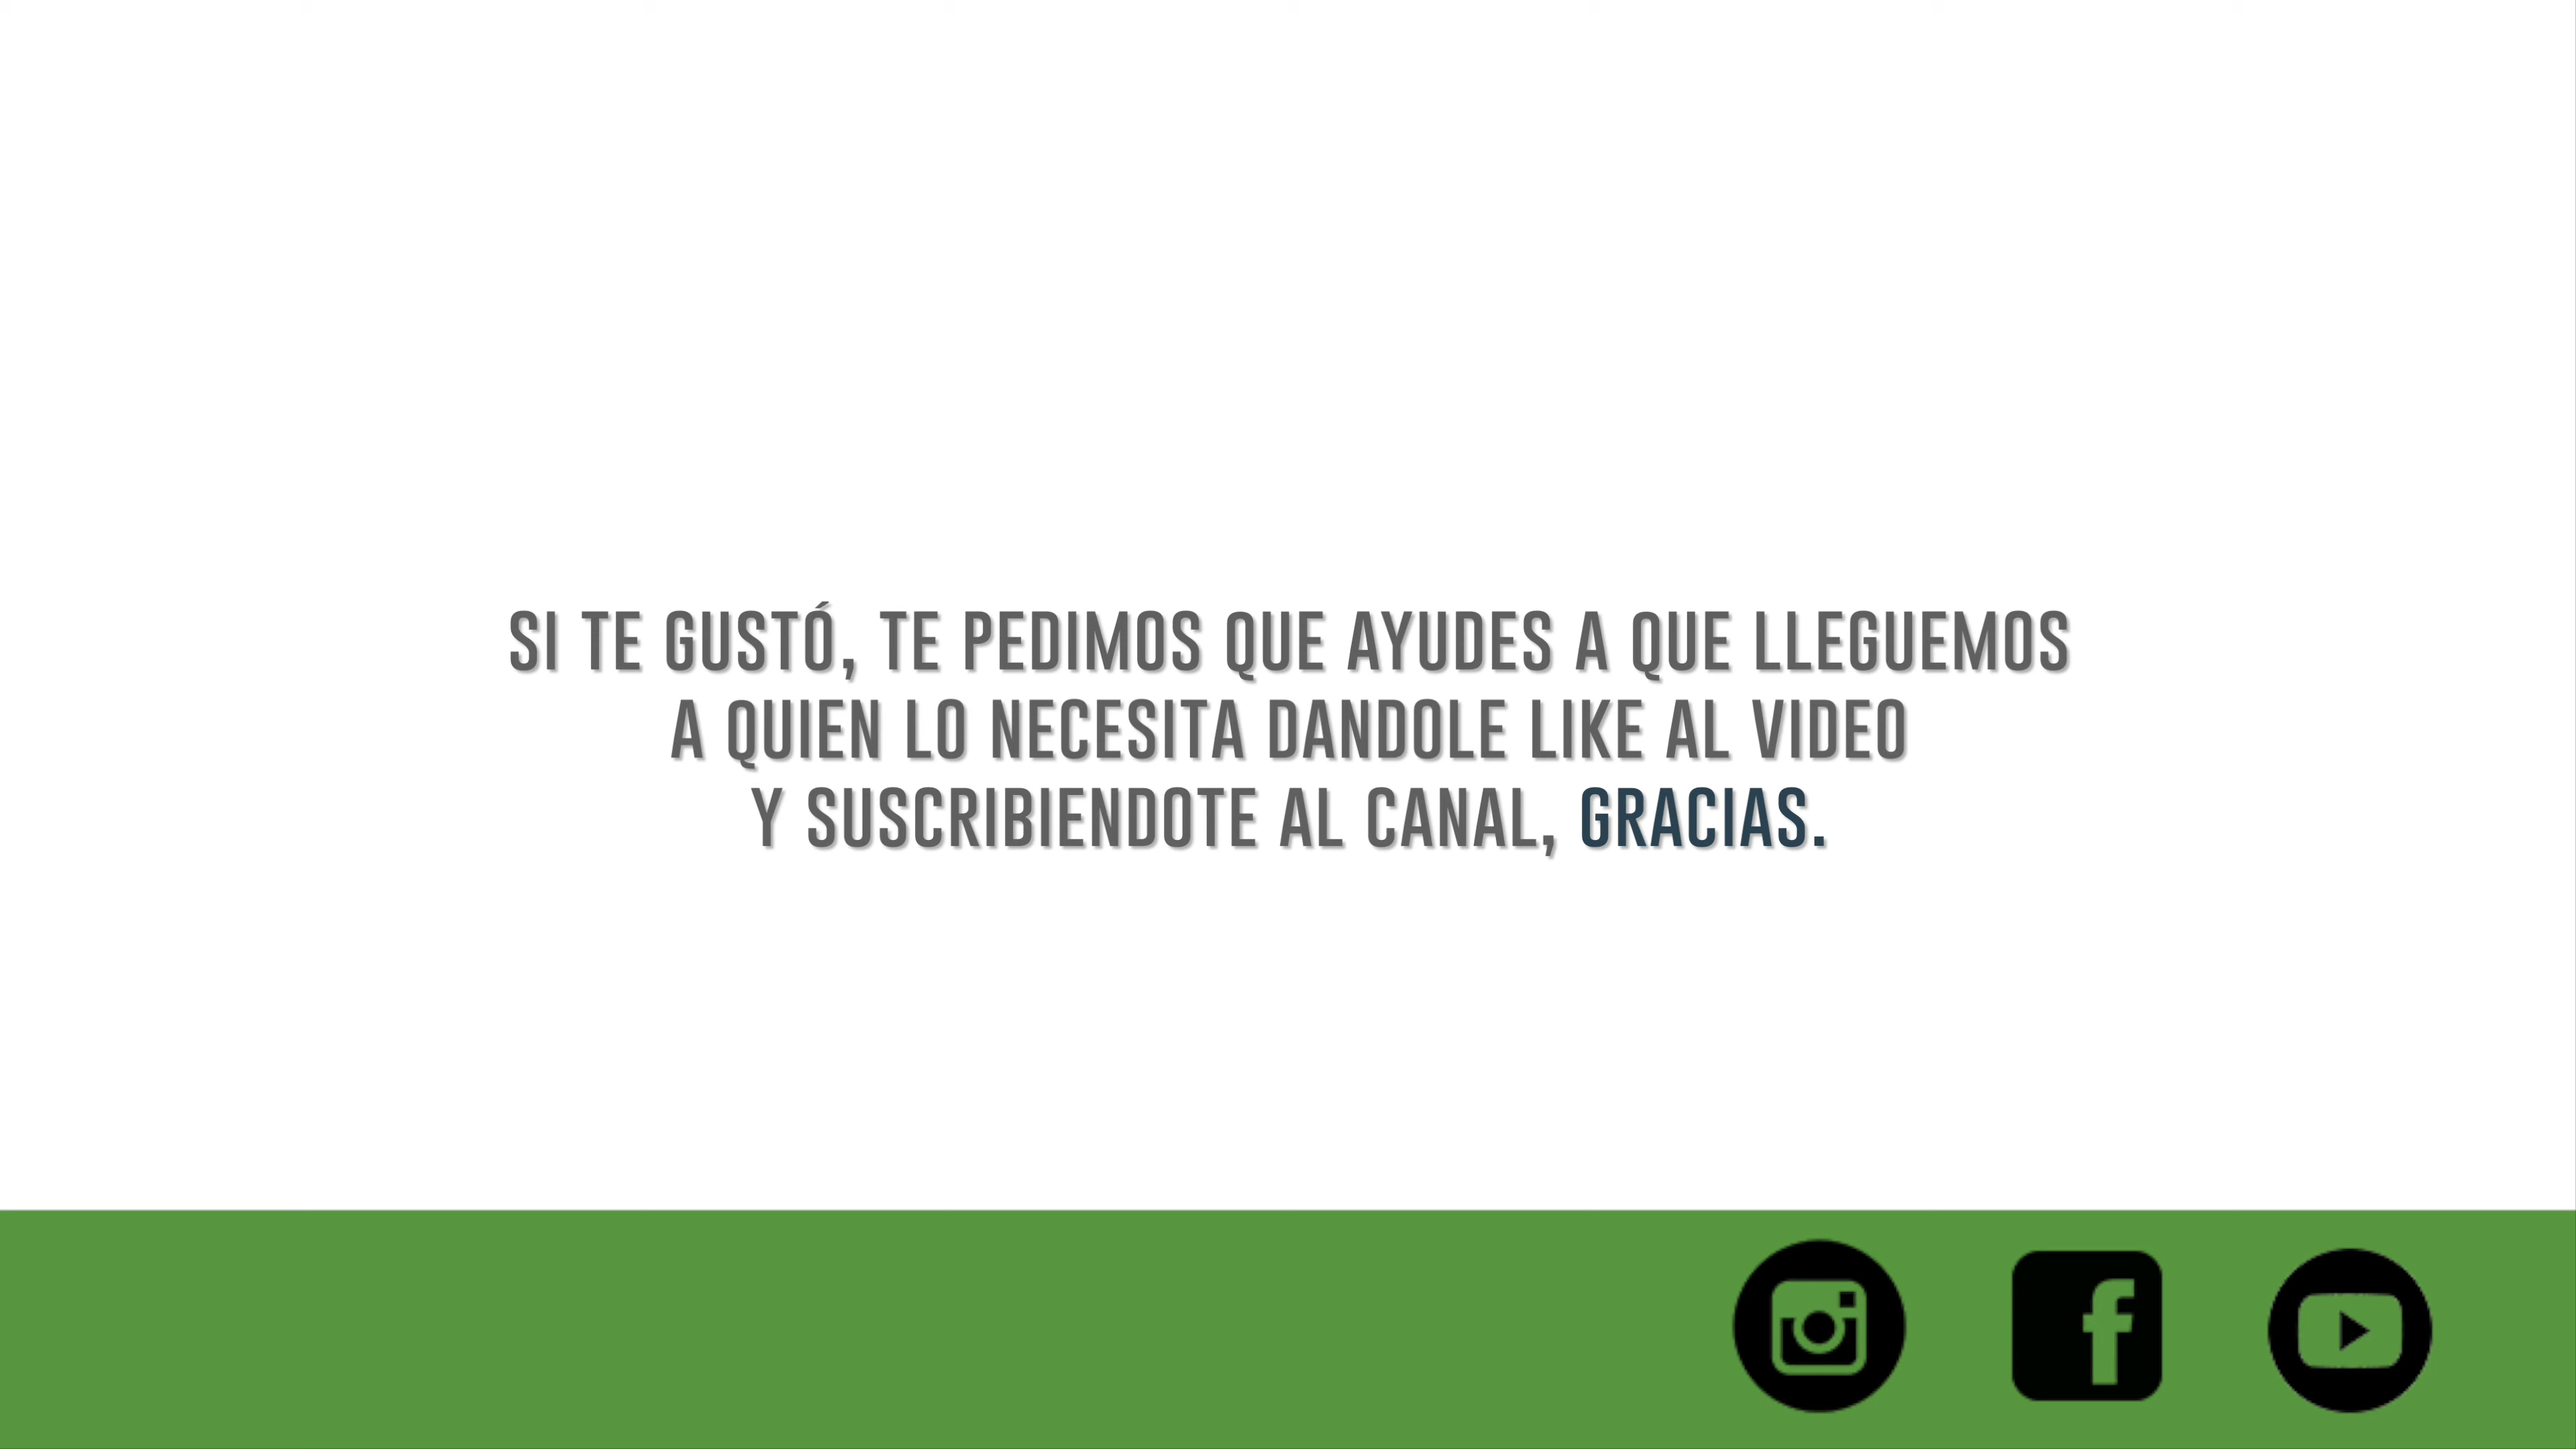 SI TE GUSTÓ, TE PEDIMOS QUE AYUDES A QUE LLEGUEMOS
A QUIEN LO NECESITA DANDOLE LIKE AL VIDEO
Y SUSCRIBIENDOTE AL CANAL, GRACIAS.